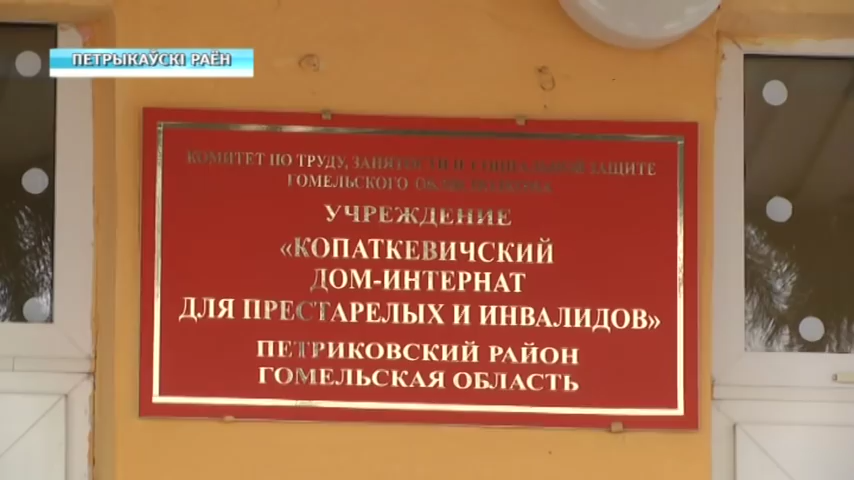 ПЕТРЫКАЎСКІ РАЁН
КОМИТЕТ ПО ТРУДУ, ЗАНЯТОСТИ И СОЦИАЛЬНОЙ ЗАЩИТЕ
ГОМЕЛЬСКОГО ОБЛИСПОЛКОМА
УЧРЕЖДЕНИЕ
«КОПАТКЕВИЧСКИЙ
ДОМ-ИНТЕРНАТ
ДЛЯ ПРЕСТАРЕЛЫХ И ИНВАЛИДОВ»
ПЕТРИКОВСКИЙ РАЙОН
ГОМЕЛЬСКАЯ ОБЛАСТЬ